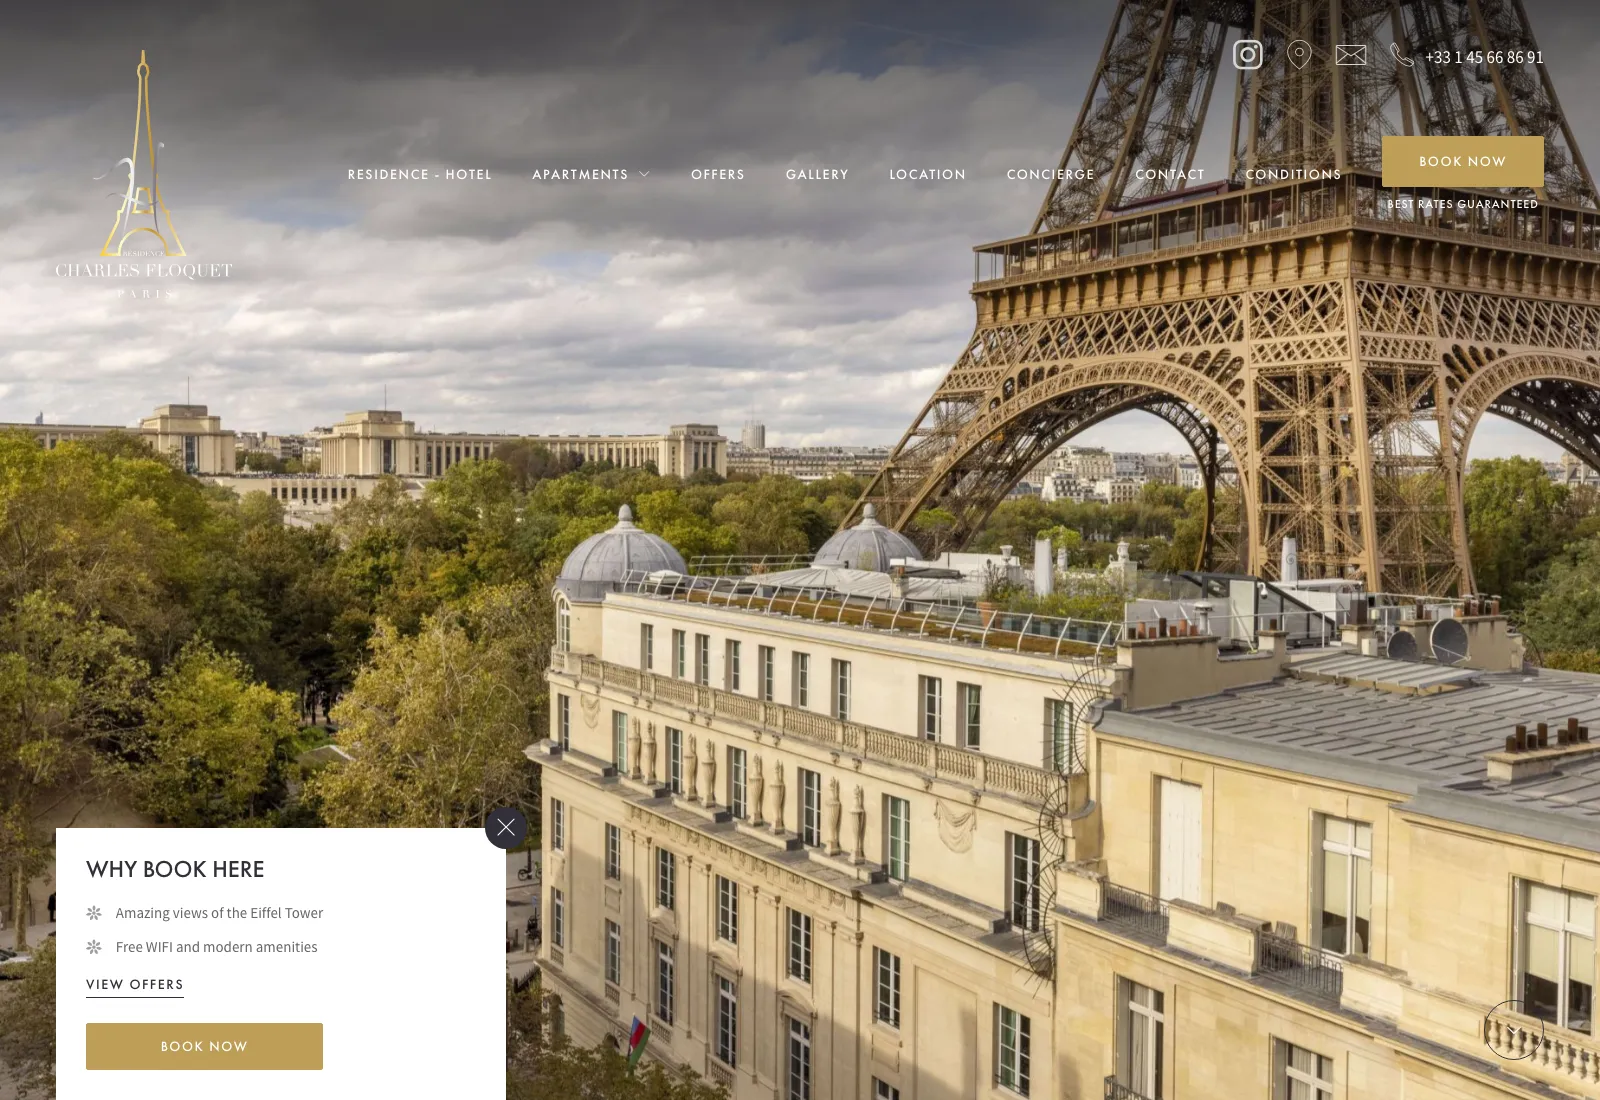 +33 1 45 66 86 91
RESIDENCE - HOTEL APARTMENTS OFFERS GALLERY LOCATION CONCIERGE CONTACT CONDITIONS BOOK NOW
BEST RATES GUARANTEED
RESIDENCE
CHARLES FLOQUET
PARIS
WHY BOOK HERE
Amazing views of the Eiffel Tower
Free WIFI and modern amenities
VIEW OFFERS
BOOK NOW